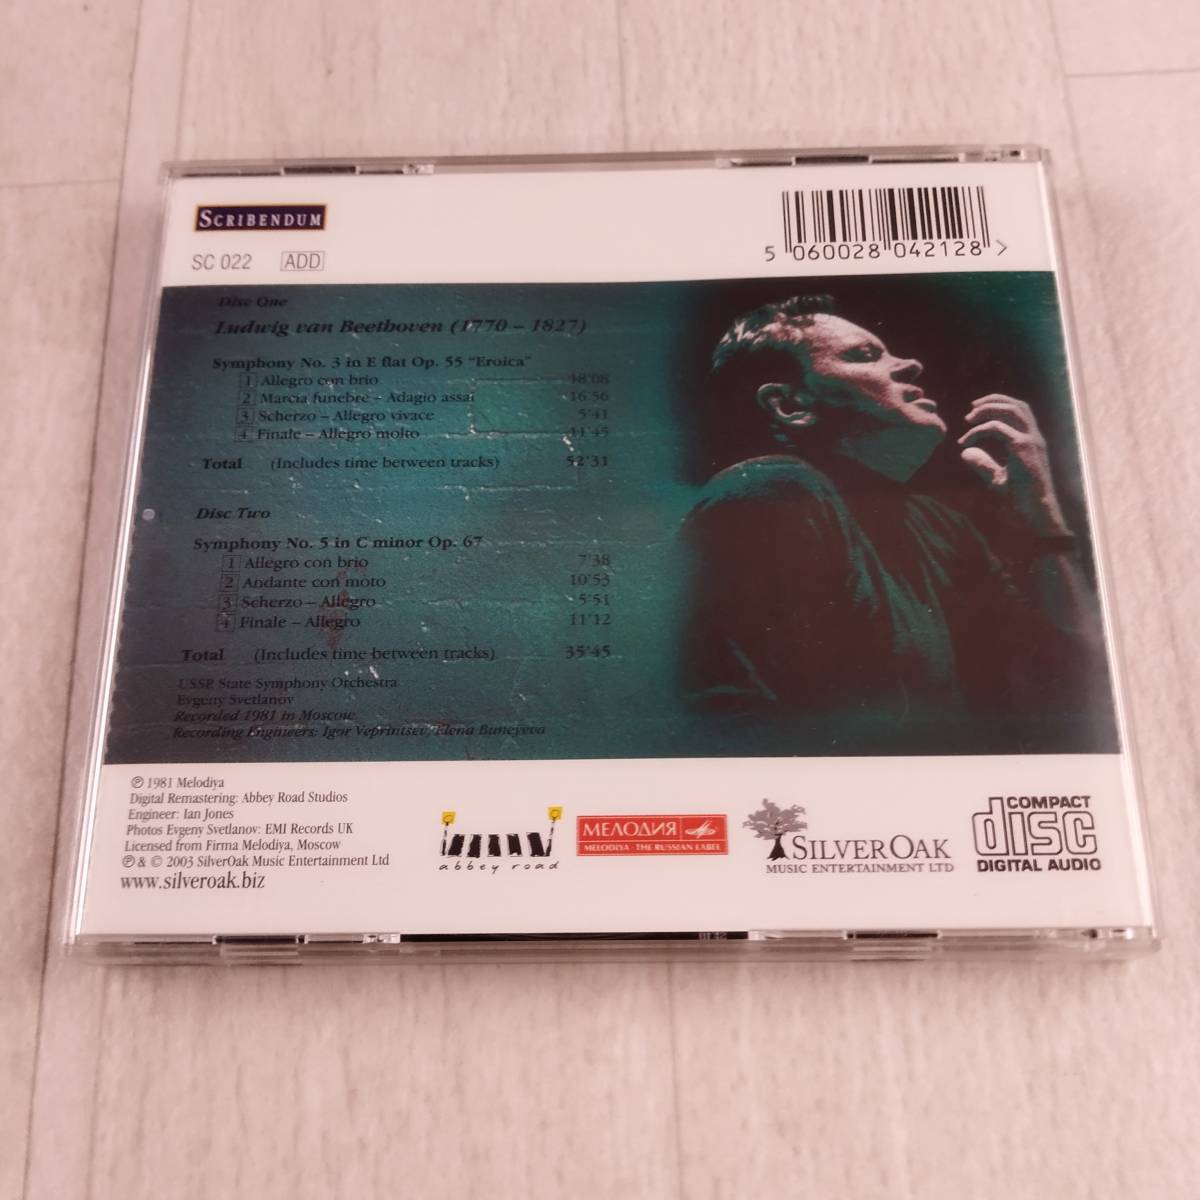 SCRIBENDUM
SC 022 ADD
5 060028 042128 >
Disc One
Ludwig van Beethoven (1770 – 1827)
Symphony No. 3 in E flat Op. 55 "Eroica"
1 Allegro con brio 18'08
2 Marcia funebre – Adagio assai 16'56
3 Scherzo – Allegro vivace 5'41
4 Finale – Allegro molto 11'45
Total (Includes time between tracks) 52'31
Disc Two
Symphony No. 5 in C minor Op. 67
1 Allegro con brio 7'38
2 Andante con moto 10'53
3 Scherzo – Allegro 5'51
4 Finale – Allegro 11'12
Total (Includes time between tracks) 35'45
USSR State Symphony Orchestra
Evgeny Svetlanov
Recorded 1981 in Moscow
Recording Engineers: Igor Veprintsev, Elena Buneyeva
℗ 1981 Melodiya
Digital Remastering: Abbey Road Studios
Engineer: Ian Jones
Photos Evgeny Svetlanov: EMI Records UK
Licensed from Firma Melodiya, Moscow
℗ & © 2003 SilverOak Music Entertainment Ltd
www.silveroak.biz
abbey road
МЕЛОДИЯ
MELODIYA · THE RUSSIAN LABEL
SILVEROAK
MUSIC ENTERTAINMENT LTD
COMPACT
disc
DIGITAL AUDIO